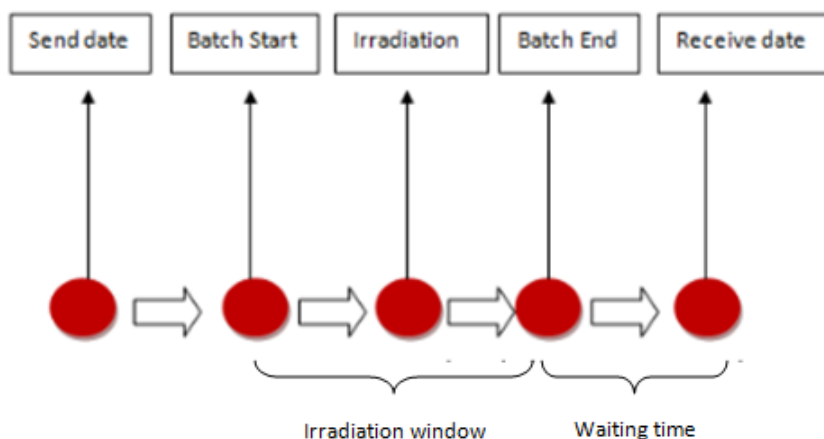 Send date
Batch Start
Irradiation
Batch End
Receive date
Irradiation window
Waiting time